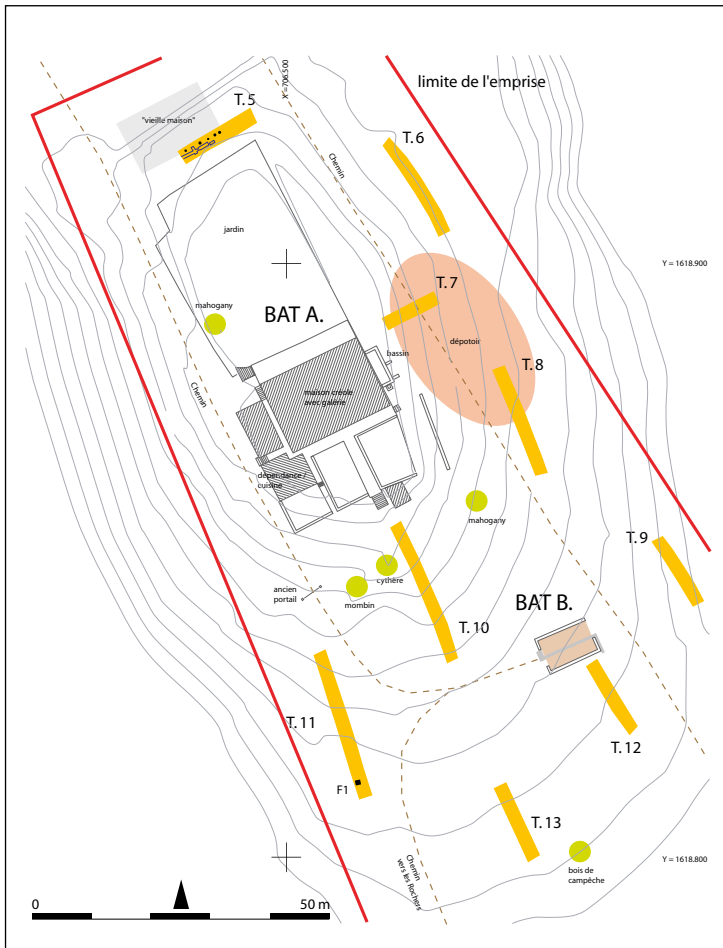 limite de l'emprise
X =706.500
T. 5
"vieille maison"
T. 6
Chemin
jardin
Y = 1618.900
T. 7
mahogany
BAT A.
dépotoir
bassin
T. 8
Chemin
maison créole
avec galérie
dépendance /
cuisine
mahogany
T. 9
cythère
ancien
portail
mombin
BAT B.
T. 10
T. 11
T. 12
F1
T. 13
Chemin
vers les Rochers
bois de
campêche
Y = 1618.800
0
50 m